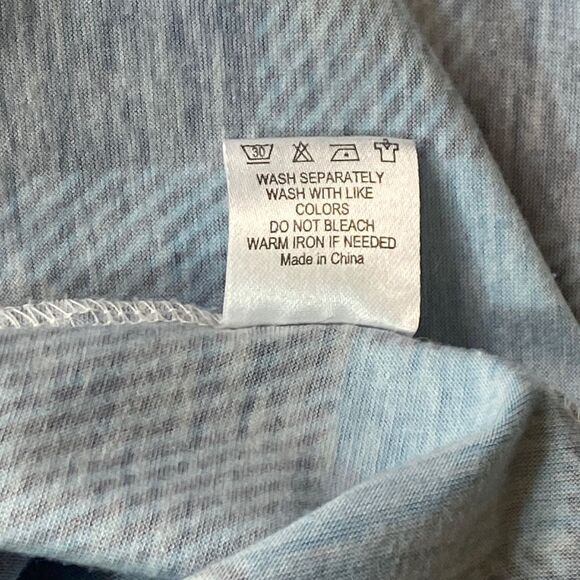 30
WASH SEPARATELY
WASH WITH LIKE
COLORS
DO NOT BLEACH
WARM IRON IF NEEDED
Made in China